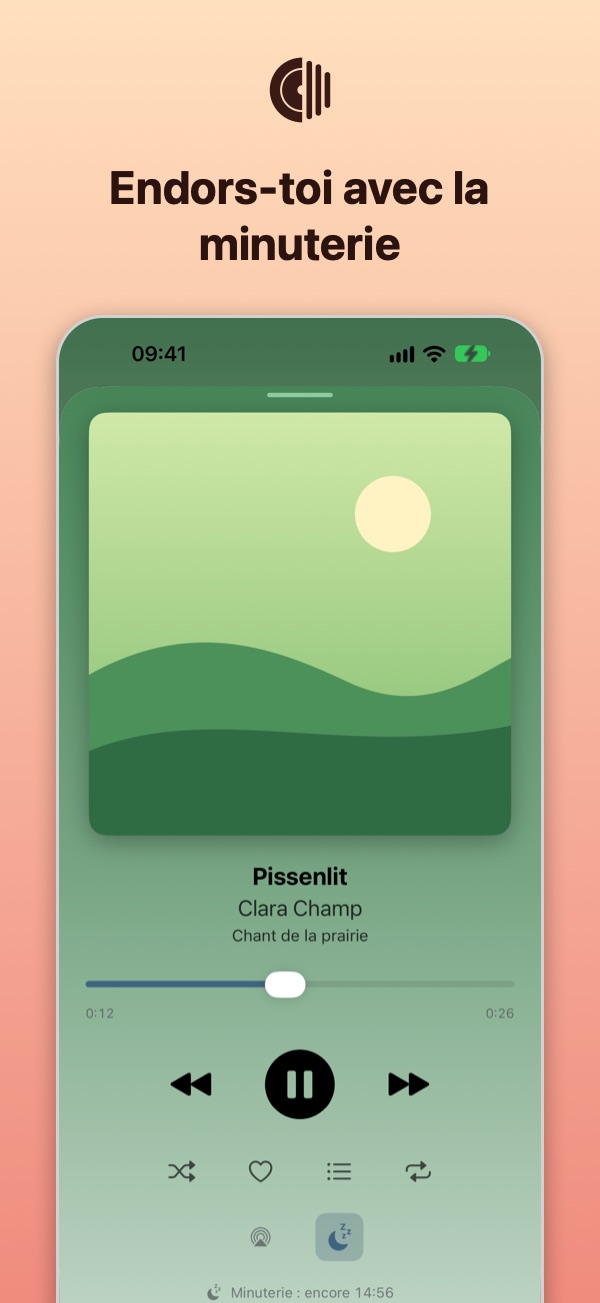 Endors-toi avec la
minuterie
09:41
Pissenlit
Clara Champ
Chant de la prairie
0:12
0:26
Minuterie : encore 14:56